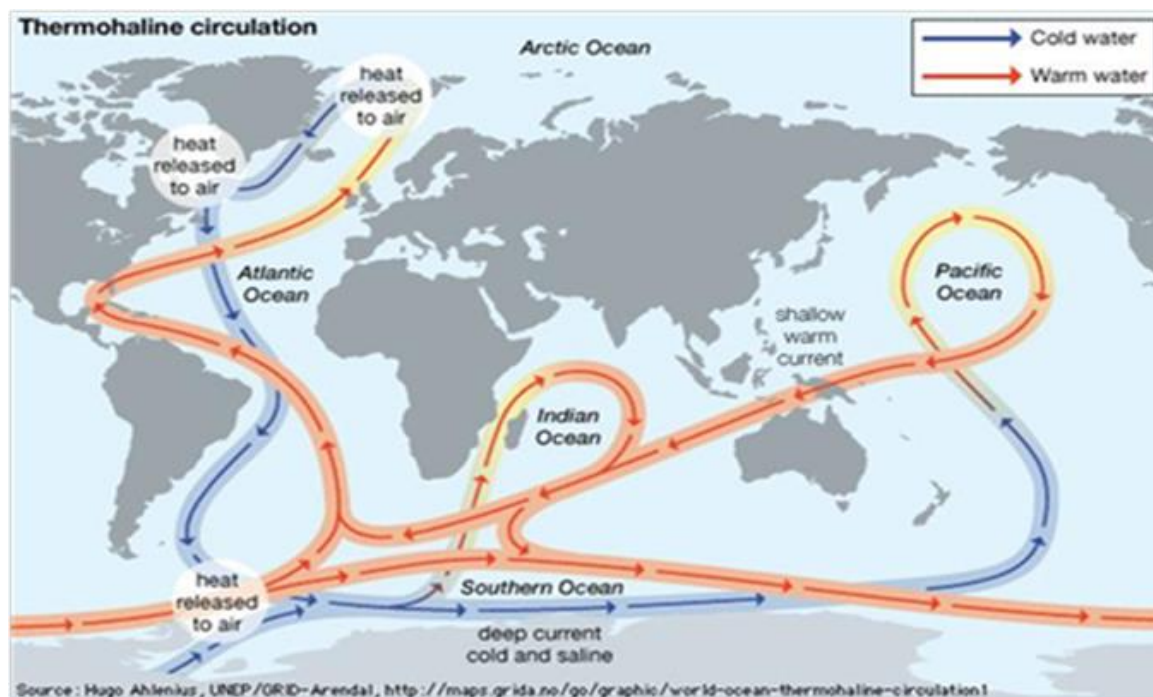 Thermohaline circulation
Arctic Ocean
Cold water
Warm water
heat
released
to air
heat
released
to air
Atlantic
Ocean
Pacific
Ocean
shallow
warm
current
Indian
Ocean
heat
released
to air
Southern Ocean
deep current
cold and saline
Source: Hugo Ahlenius, UNEP/GRID-Arendal, http://maps.grida.no/go/graphic/world-ocean-thermohaline-circulation1